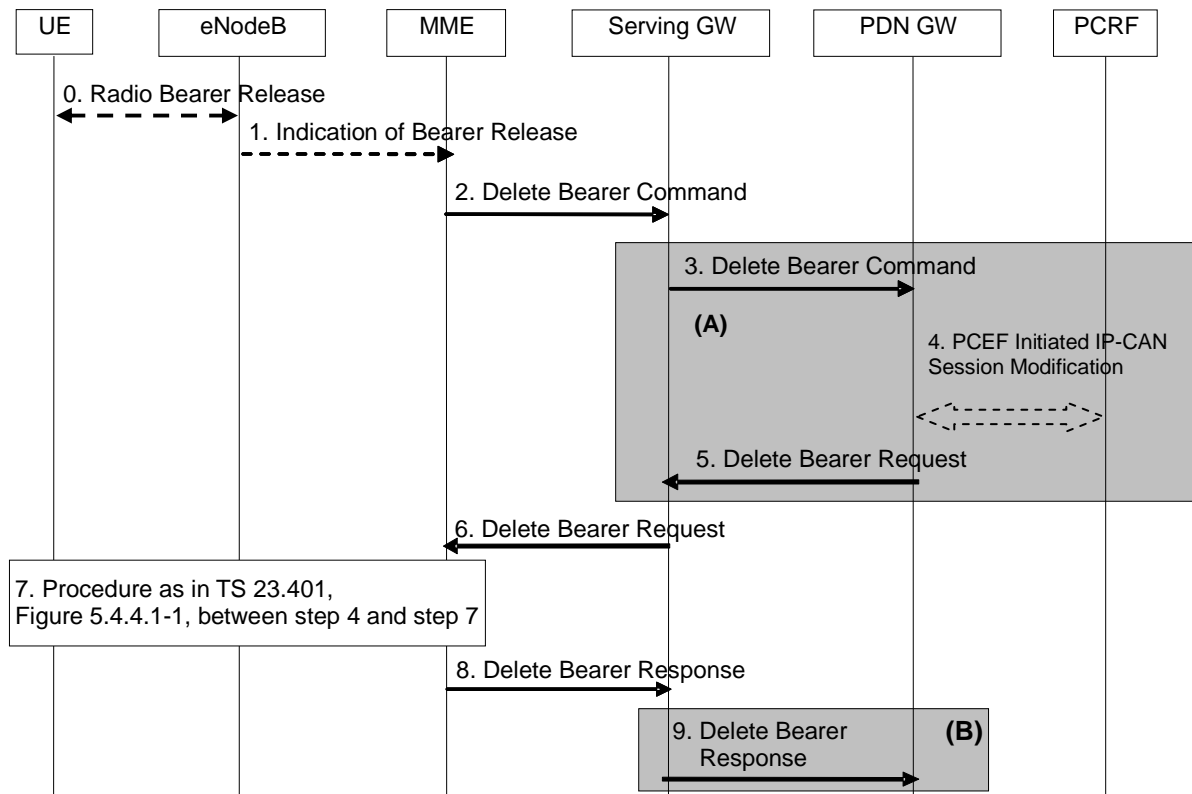 UE
eNodeB
MME
Serving GW
PDN GW
PCRF
0. Radio Bearer Release
1. Indication of Bearer Release
2. Delete Bearer Command
3. Delete Bearer Command
(A)
4. PCEF Initiated IP-CAN
Session Modification
5. Delete Bearer Request
6. Delete Bearer Request
7. Procedure as in TS 23.401,
Figure 5.4.4.1-1, between step 4 and step 7
8. Delete Bearer Response
9. Delete Bearer
Response
(B)